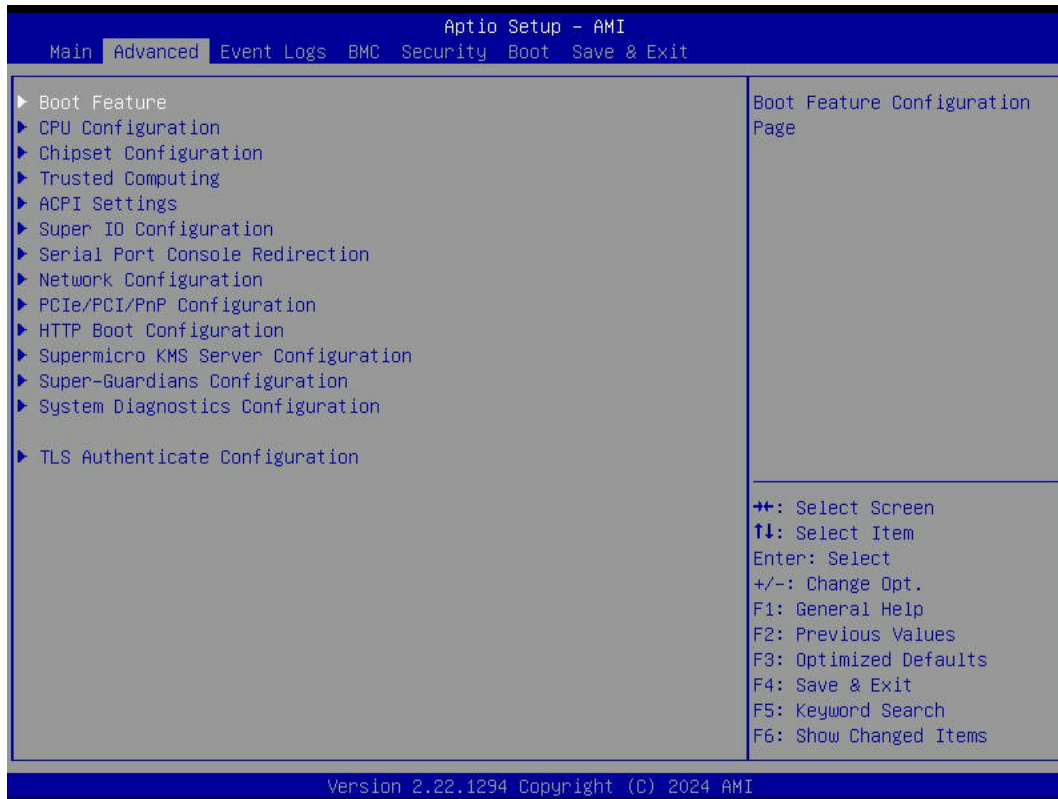 Aptio Setup – AMI
Main Advanced Event Logs BMC Security Boot Save & Exit
▶ Boot Feature
▶ CPU Configuration
▶ Chipset Configuration
▶ Trusted Computing
▶ ACPI Settings
▶ Super IO Configuration
▶ Serial Port Console Redirection
▶ Network Configuration
▶ PCIe/PCI/PnP Configuration
▶ HTTP Boot Configuration
▶ Supermicro KMS Server Configuration
▶ Super-Guardians Configuration
▶ System Diagnostics Configuration
▶ TLS Authenticate Configuration
Boot Feature Configuration
Page
→←: Select Screen
↑↓: Select Item
Enter: Select
+/-: Change Opt.
F1: General Help
F2: Previous Values
F3: Optimized Defaults
F4: Save & Exit
F5: Keyword Search
F6: Show Changed Items
Version 2.22.1294 Copyright (C) 2024 AMI